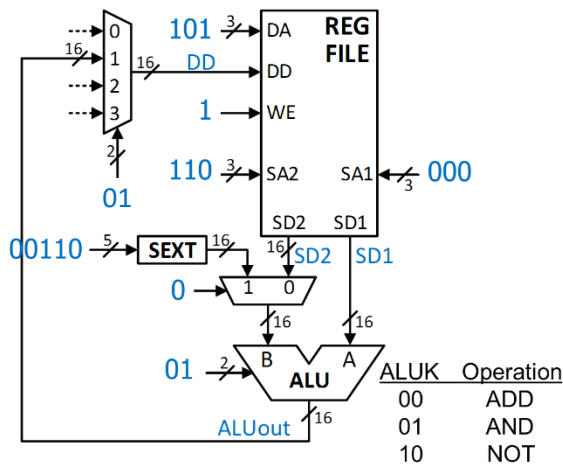 0
1
2
3
16
16
DD
2
01
101
3
DA
REG
FILE
DD
1
WE
110
3
SA2
SA1
3
000
SD2
SD1
00110
5
SEXT
16
16
SD2
SD1
0
1
0
16
16
01
2
B
A
ALU
ALUout
16
ALUK Operation
00 ADD
01 AND
10 NOT